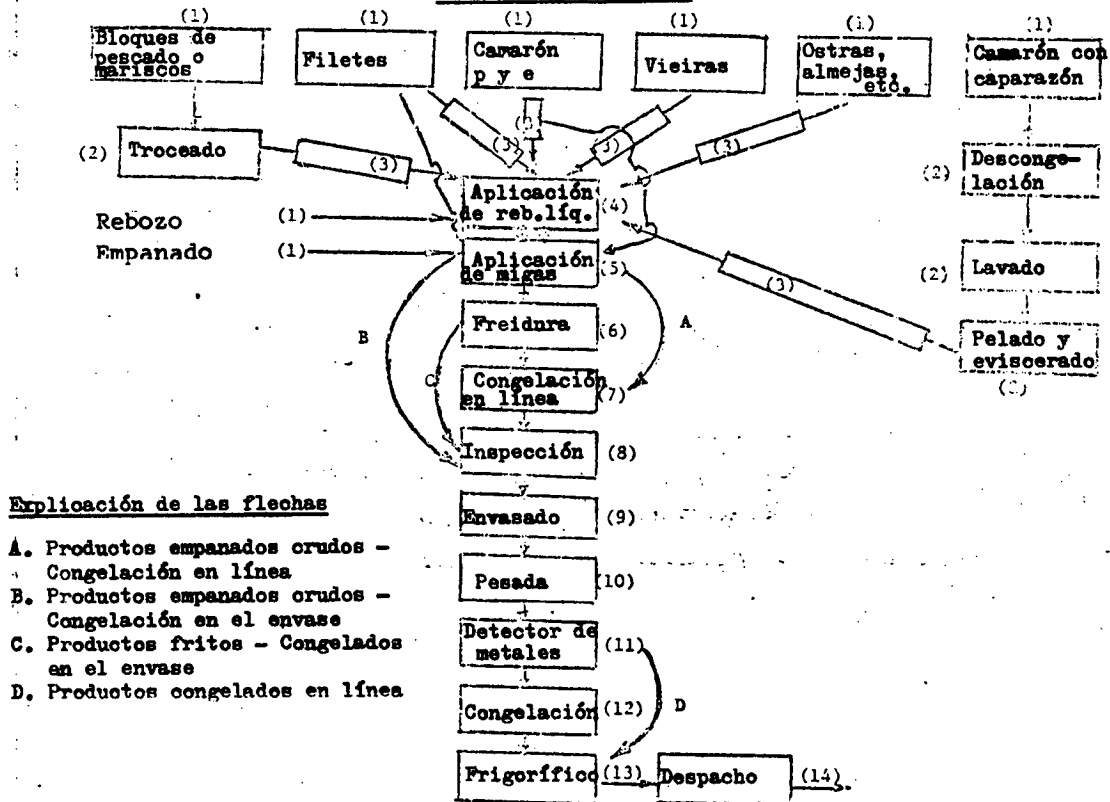 (1)
(1)
(1)
(1)
(1)
(1)
Bloques de
pescado o
mariscos
Filetes
Camarón
p y e
Vieiras
Ostras,
almejas,
etc.
Camarón con
caparazón
(2)
Troceado
(3)
(3)
(3)
(3)
(2)
Desconge-
lación
Aplicación
de reb.líq.
(4)
Rebozo
(1)
Empanado
(1)
Aplicación
de migas
(5)
(3)
(2)
Lavado
B
A
Freidura
(6)
Pelado y
eviscerado
C
Congelación
en línea
(7)
Inspección
(8)
Explicación de las flechas
Envasado
(9)
A. Productos empanados crudos –
Congelación en línea
B. Productos empanados crudos –
Congelación en el envase
C. Productos fritos – Congelados
en el envase
D. Productos congelados en línea
Pesada
(10)
Detector de
metales
(11)
Congelación
(12)
D
Frigorífico
(13)
Despacho
(14)